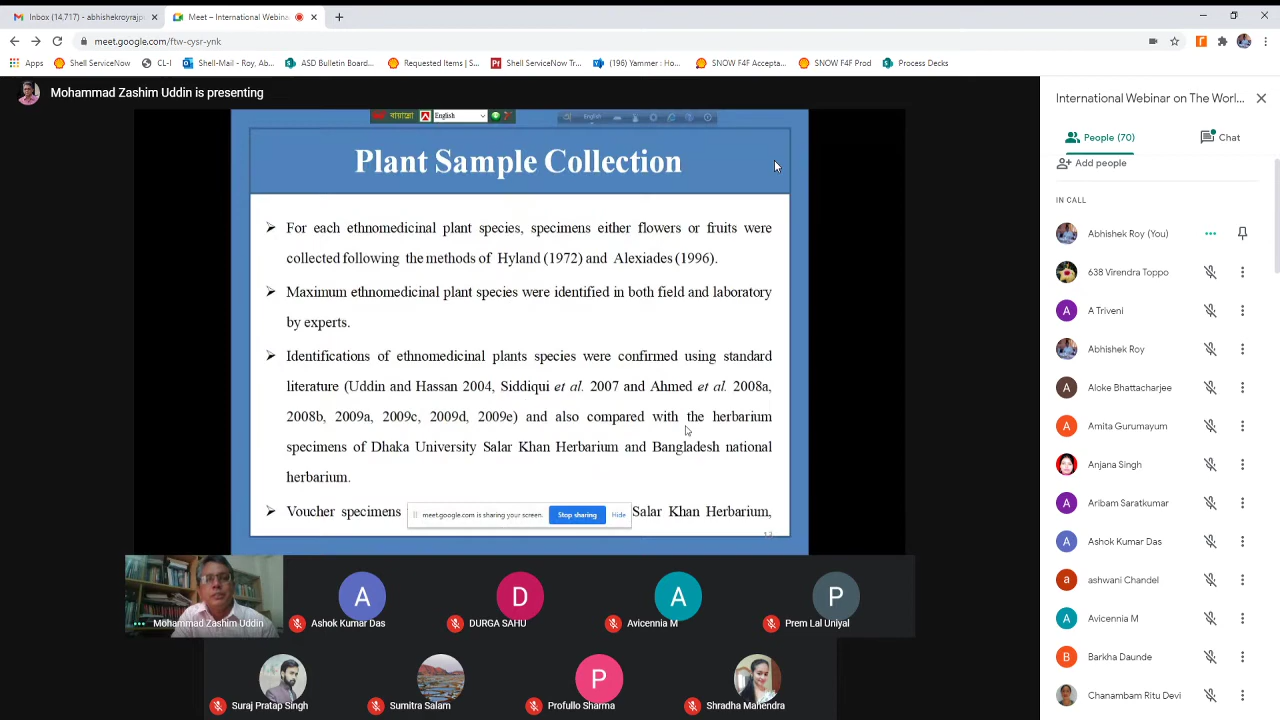 Inbox (14,717) - abhishekroyrajp
Meet – International Webina
meet.google.com/ftw-cysr-ynk
Apps
Shell ServiceNow
CL-I
Shell-Mail - Roy, Ab...
ASD Bulletin Board...
Requested Items | S...
Shell ServiceNow Tr...
(196) Yammer : Ho...
SNOW F4F Accepta...
SNOW F4F Prod
Process Decks
Mohammad Zashim Uddin is presenting
English
English
Plant Sample Collection
For each ethnomedicinal plant species, specimens either flowers or fruits were
collected following the methods of Hyland (1972) and Alexiades (1996).
Maximum ethnomedicinal plant species were identified in both field and laboratory
by experts.
Identifications of ethnomedicinal plants species were confirmed using standard
literature (Uddin and Hassan 2004, Siddiqui et al. 2007 and Ahmed et al. 2008a,
2008b, 2009a, 2009c, 2009d, 2009e) and also compared with the herbarium
specimens of Dhaka University Salar Khan Herbarium and Bangladesh national
herbarium.
Voucher specimens
Salar Khan Herbarium,
meet.google.com is sharing your screen.
Stop sharing
Hide
Mohammad Zashim Uddin
A
Ashok Kumar Das
D
DURGA SAHU
A
Avicennia M
P
Prem Lal Uniyal
Suraj Pratap Singh
Sumitra Salam
P
Profullo Sharma
Shradha Mahendra
International Webinar on The Worl...
People (70)
Chat
Add people
IN CALL
Abhishek Roy (You)
638 Virendra Toppo
A
A Triveni
Abhishek Roy
A
Aloke Bhattacharjee
A
Amita Gurumayum
Anjana Singh
A
Aribam Saratkumar
A
Ashok Kumar Das
a
ashwani Chandel
A
Avicennia M
B
Barkha Daunde
Chanambam Ritu Devi